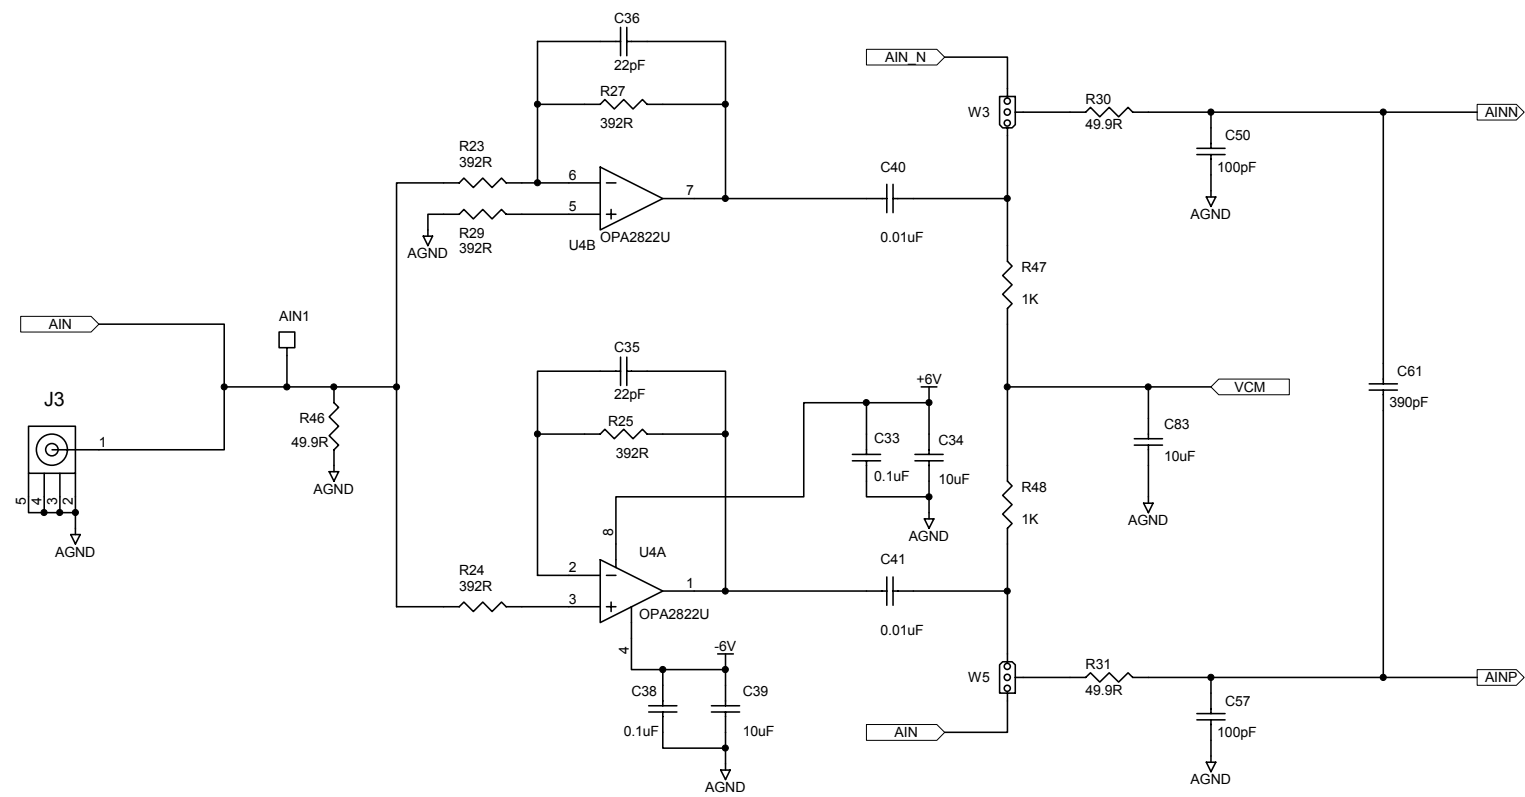 C36
22pF
R27
392R
R23
392R
6
5
7
R29
392R
AGND
U4B
OPA2822U
C40
0.01uF
AIN_N
W3
R30
49.9R
C50
100pF
AGND
AINN
R47
1K
AIN
AIN1
J3
1
5
4
3
2
AGND
R46
49.9R
AGND
C35
22pF
R25
392R
+6V
C33
0.1uF
C34
10uF
AGND
VCM
C83
10uF
AGND
C61
390pF
R48
1K
8
U4A
2
3
1
4
OPA2822U
R24
392R
C41
0.01uF
-6V
C38
0.1uF
C39
10uF
AGND
W5
AIN
R31
49.9R
C57
100pF
AGND
AINP